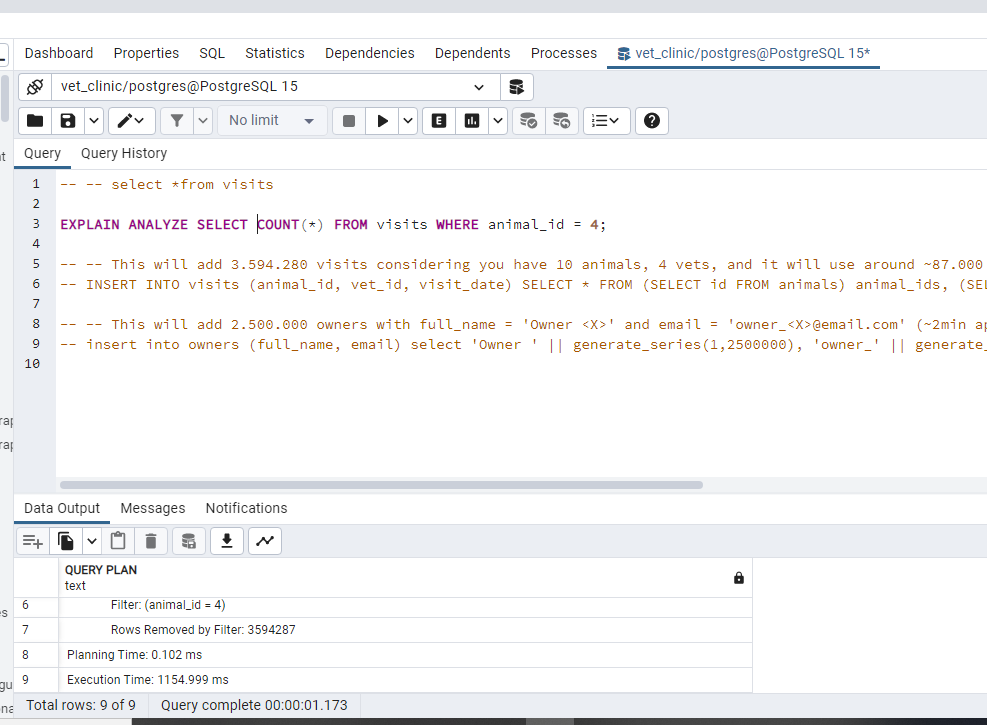 Dashboard Properties SQL Statistics Dependencies Dependents Processes vet_clinic/postgres@PostgreSQL 15*
vet_clinic/postgres@PostgreSQL 15
No limit E
Query Query History
1 -- -- select *from visits
2
3 EXPLAIN ANALYZE SELECT COUNT(*) FROM visits WHERE animal_id = 4;
4
5 -- -- This will add 3.594.280 visits considering you have 10 animals, 4 vets, and it will use around ~87.000
6 -- INSERT INTO visits (animal_id, vet_id, visit_date) SELECT * FROM (SELECT id FROM animals) animal_ids, (SEL
7
8 -- -- This will add 2.500.000 owners with full_name = 'Owner <X>' and email = 'owner_<X>@email.com' (~2min ap
9 -- insert into owners (full_name, email) select 'Owner ' || generate_series(1,2500000), 'owner_' || generate_
10
Data Output Messages Notifications
QUERY PLAN
text
6 Filter: (animal_id = 4)
7 Rows Removed by Filter: 3594287
8 Planning Time: 0.102 ms
9 Execution Time: 1154.999 ms
Total rows: 9 of 9 Query complete 00:00:01.173